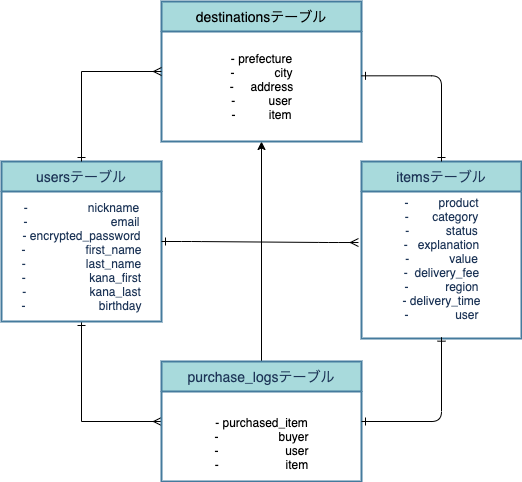 destinationsテーブル
- prefecture
- city
- address
- user
- item
usersテーブル
- nickname
- email
- encrypted_password
- first_name
- last_name
- kana_first
- kana_last
- birthday
itemsテーブル
- product
- category
- status
- explanation
- value
- delivery_fee
- region
- delivery_time
- user
purchase_logsテーブル
- purchased_item
- buyer
- user
- item